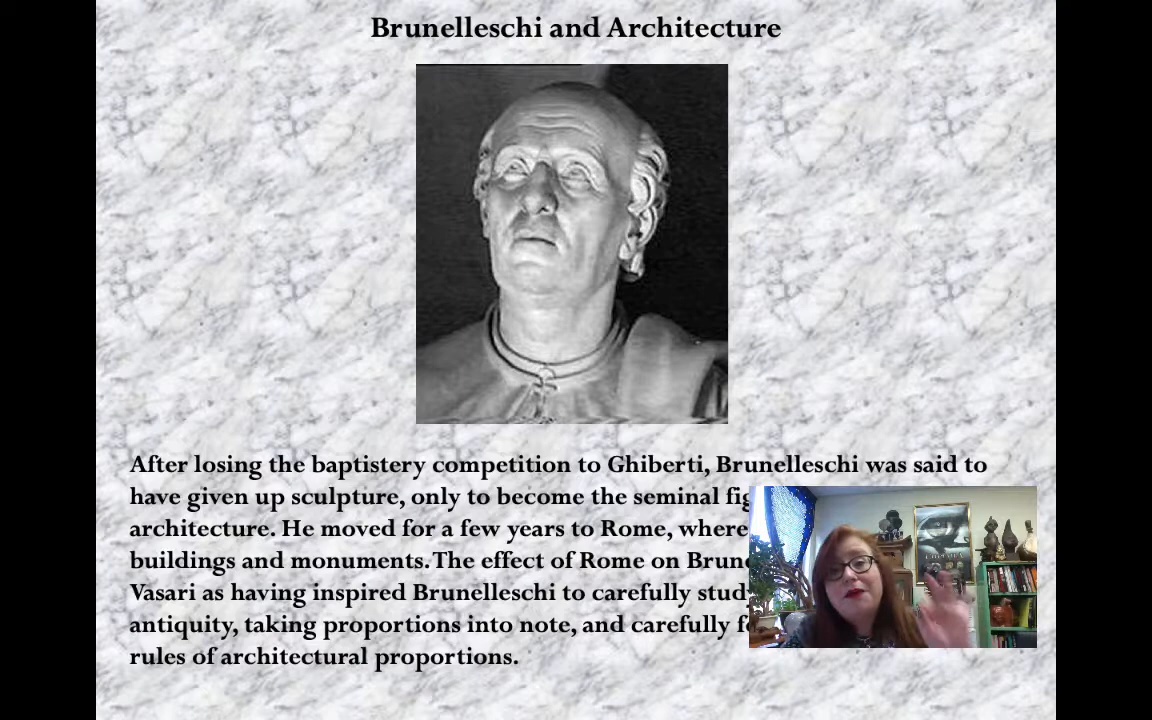 Brunelleschi and Architecture
After losing the baptistery competition to Ghiberti, Brunelleschi was said to
have given up sculpture, only to become the seminal
architecture. He moved for a few years to Rome, where
buildings and monuments. The effect of Rome on
Vasari as having inspired Brunelleschi to carefully
antiquity, taking proportions into note, and carefully
rules of architectural proportions.